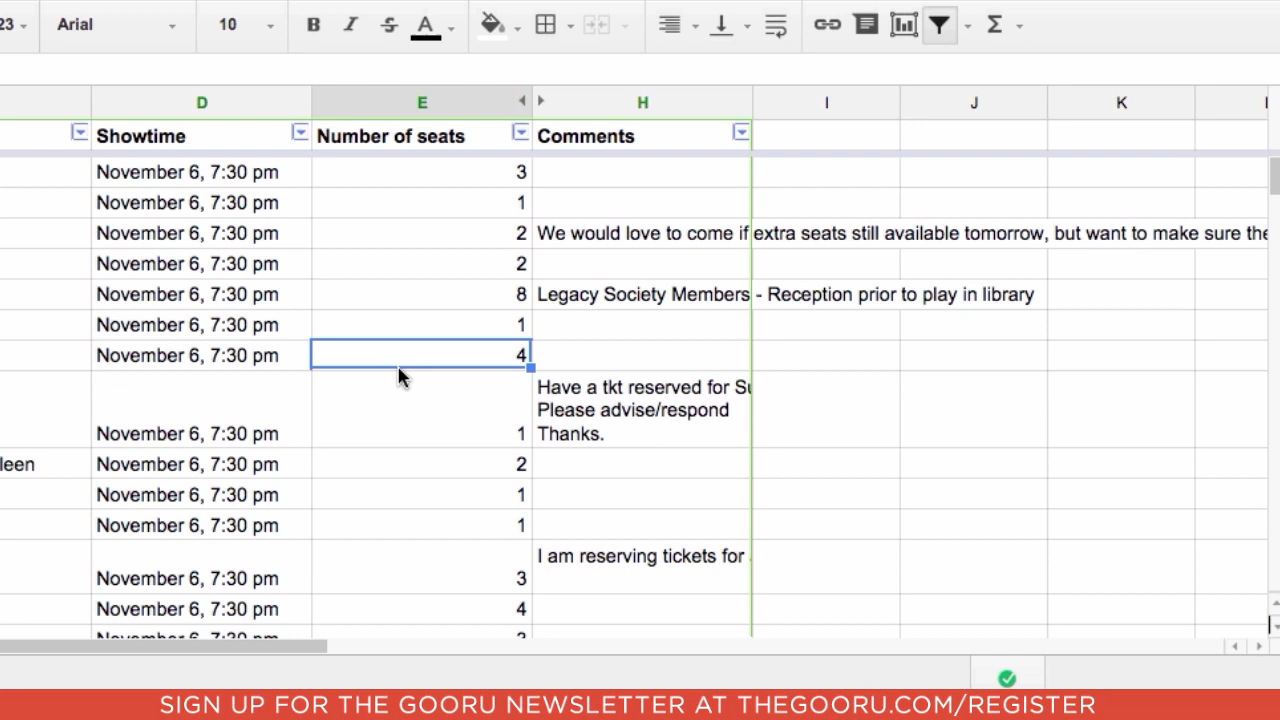 23 Arial 10 B I S A Σ
D E H I J K
Showtime Number of seats Comments
November 6, 7:30 pm 3
November 6, 7:30 pm 1
November 6, 7:30 pm 2 We would love to come if extra seats still available tomorrow, but want to make sure the
November 6, 7:30 pm 2
November 6, 7:30 pm 8 Legacy Society Members - Reception prior to play in library
November 6, 7:30 pm 1
November 6, 7:30 pm 4
Have a tkt reserved for Su
Please advise/respond
November 6, 7:30 pm 1 Thanks.
leen November 6, 7:30 pm 2
November 6, 7:30 pm 1
November 6, 7:30 pm 1
I am reserving tickets for
November 6, 7:30 pm 3
November 6, 7:30 pm 4
November 6, 7:30 pm
SIGN UP FOR THE GOORU NEWSLETTER AT THEGOORU.COM/REGISTER